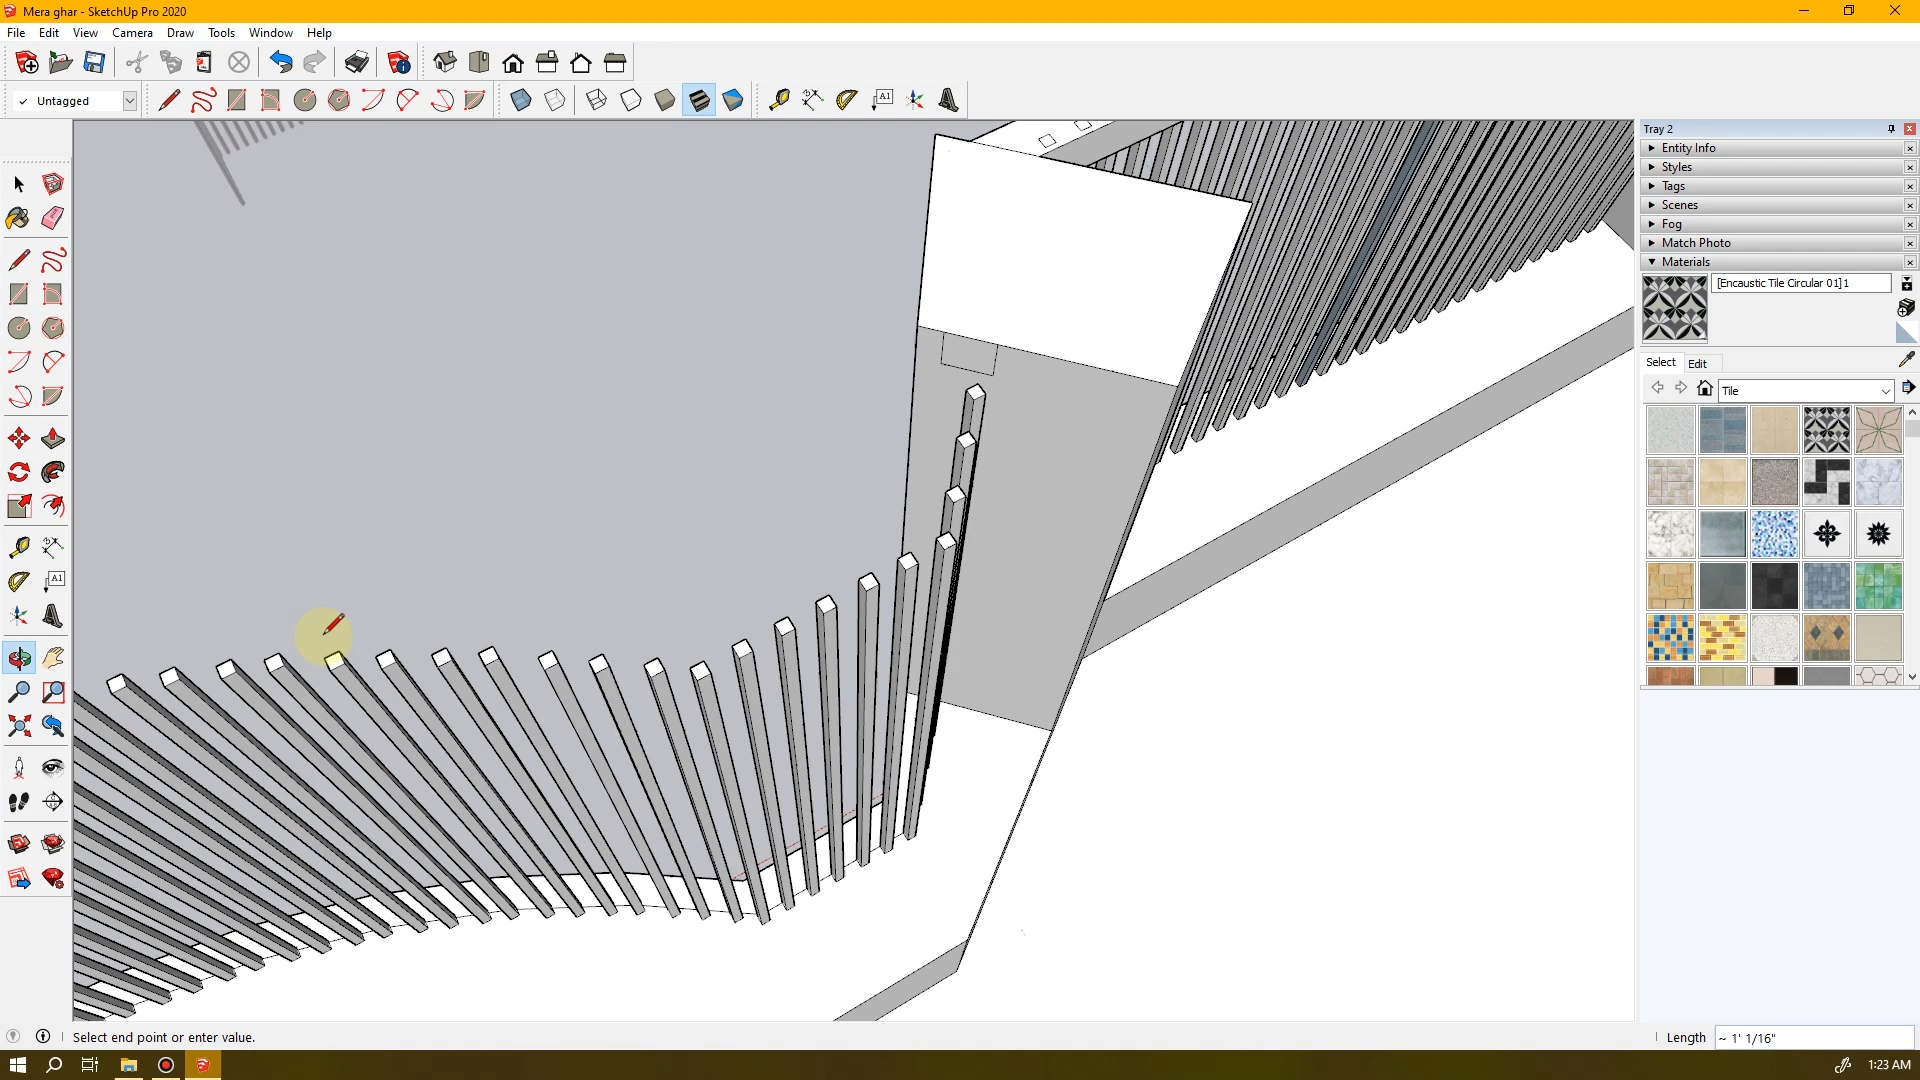 Mera ghar - SketchUp Pro 2020
File Edit View Camera Draw Tools Window Help
✓ Untagged
A1
Tray 2
Entity Info
Styles
Tags
Scenes
Fog
Match Photo
Materials
[Encaustic Tile Circular 01]1
Select Edit
Tile
A1
Select end point or enter value.
Length ~ 1' 1/16"
1:23 AM